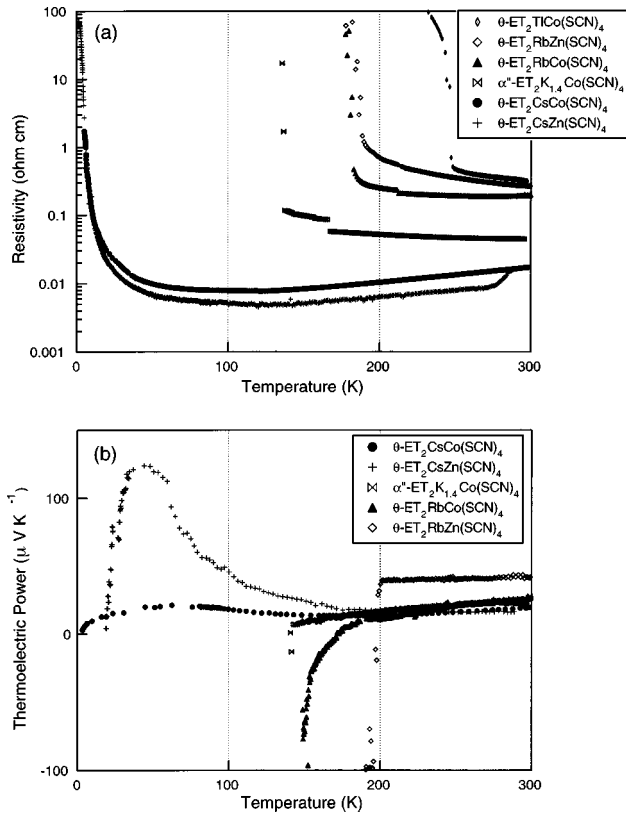 (a)
Resistivity (ohm cm)
100
10
1
0.1
0.01
0.001
0
100
200
300
Temperature (K)
θ-ET₂TlCo(SCN)₄
θ-ET₂RbZn(SCN)₄
θ-ET₂RbCo(SCN)₄
α"-ET₂K₁.₄Co(SCN)₄
θ-ET₂CsCo(SCN)₄
θ-ET₂CsZn(SCN)₄
(b)
Thermoelectric Power (μ V K⁻¹)
100
0
-100
0
100
200
300
Temperature (K)
θ-ET₂CsCo(SCN)₄
θ-ET₂CsZn(SCN)₄
α"-ET₂K₁.₄Co(SCN)₄
θ-ET₂RbCo(SCN)₄
θ-ET₂RbZn(SCN)₄